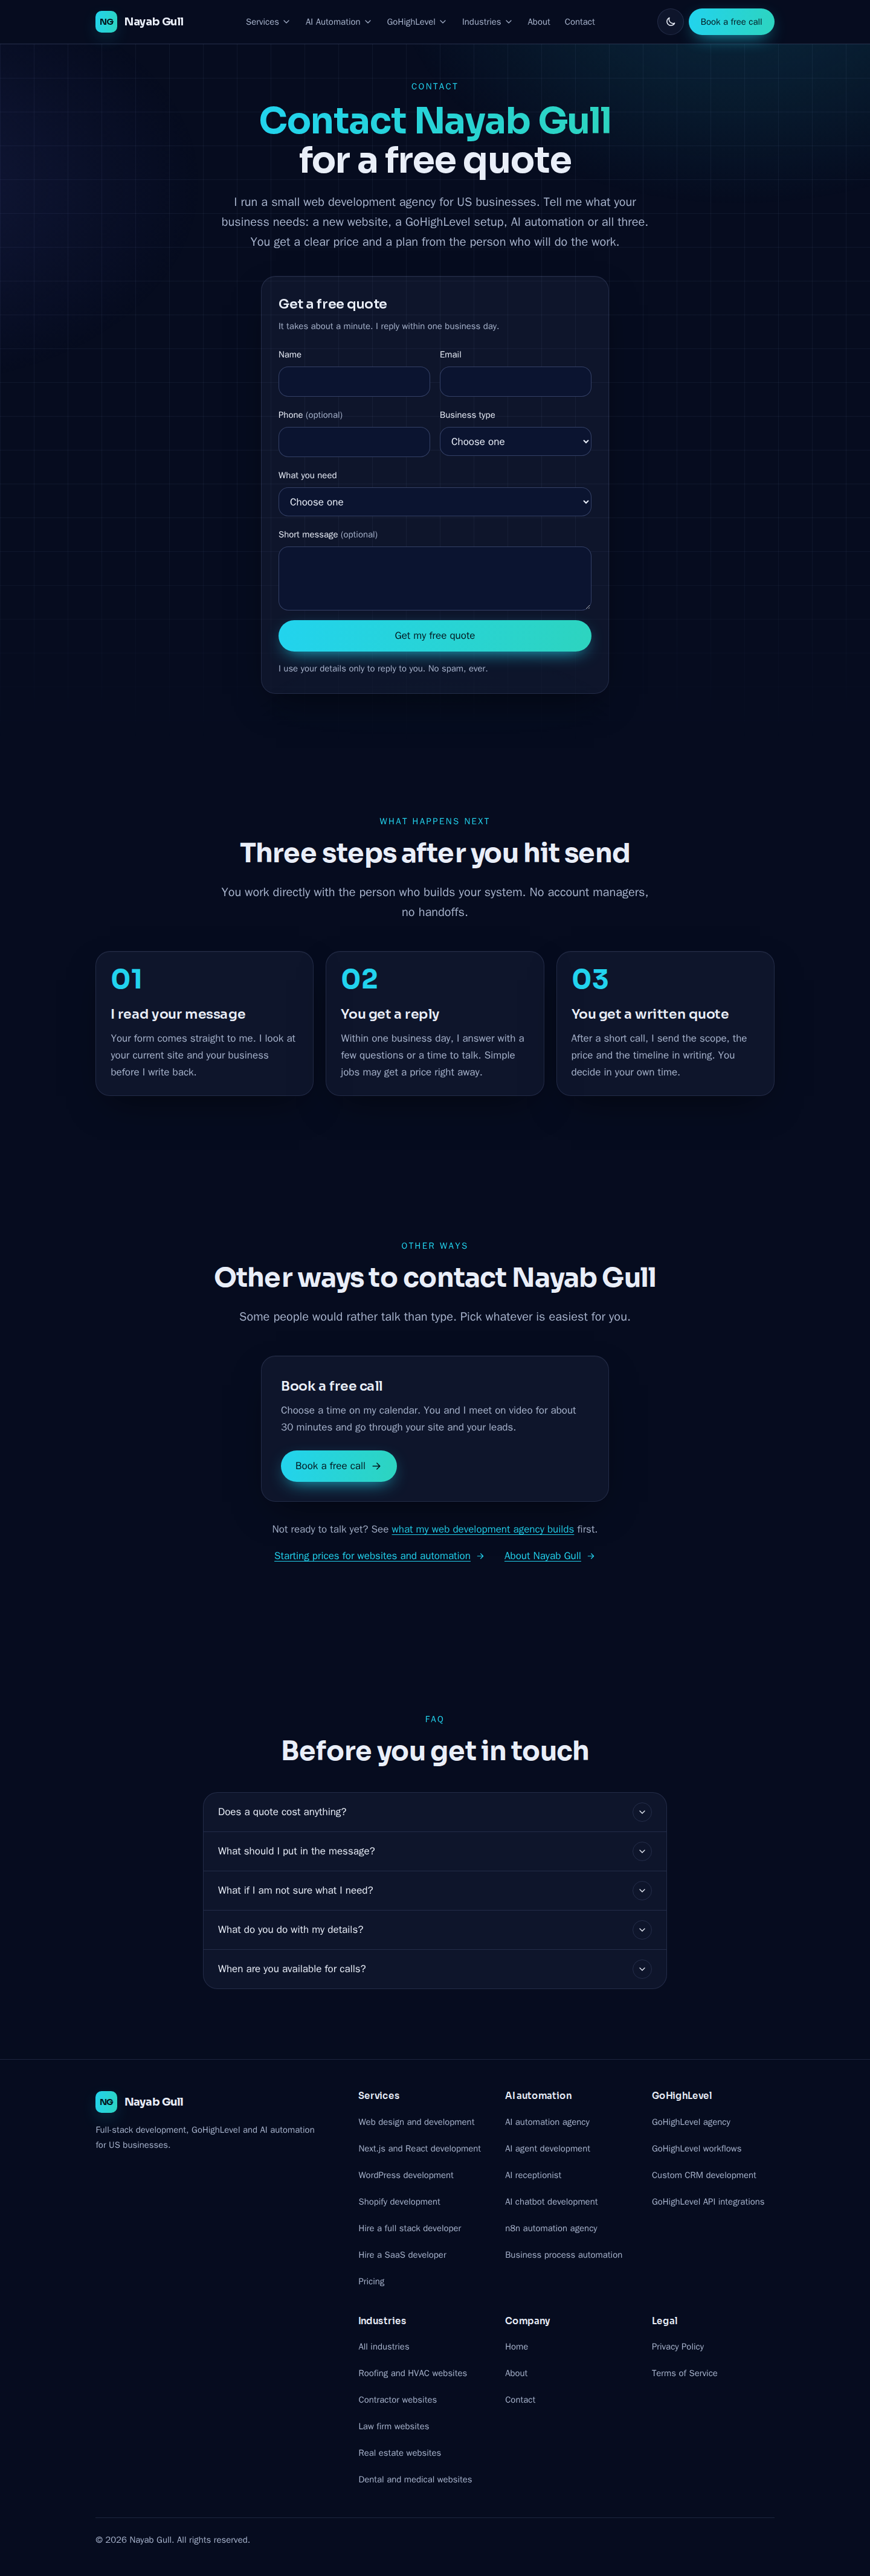 NG Nayab Gull
Services AI Automation GoHighLevel Industries About Contact
Book a free call
CONTACT
Contact Nayab Gull
for a free quote
I run a small web development agency for US businesses. Tell me what your
business needs: a new website, a GoHighLevel setup, AI automation or all three.
You get a clear price and a plan from the person who will do the work.
Get a free quote
It takes about a minute. I reply within one business day.
Name
Email
Phone (optional)
Business type
Choose one
What you need
Choose one
Short message (optional)
Get my free quote
I use your details only to reply to you. No spam, ever.
WHAT HAPPENS NEXT
Three steps after you hit send
You work directly with the person who builds your system. No account managers,
no handoffs.
01
I read your message
Your form comes straight to me. I look at
your current site and your business
before I write back.
02
You get a reply
Within one business day, I answer with a
few questions or a time to talk. Simple
jobs may get a price right away.
03
You get a written quote
After a short call, I send the scope, the
price and the timeline in writing. You
decide in your own time.
OTHER WAYS
Other ways to contact Nayab Gull
Some people would rather talk than type. Pick whatever is easiest for you.
Book a free call
Choose a time on my calendar. You and I meet on video for about
30 minutes and go through your site and your leads.
Book a free call →
Not ready to talk yet? See what my web development agency builds first.
Starting prices for websites and automation → About Nayab Gull →
FAQ
Before you get in touch
Does a quote cost anything?
What should I put in the message?
What if I am not sure what I need?
What do you do with my details?
When are you available for calls?
NG Nayab Gull
Full-stack development, GoHighLevel and AI automation
for US businesses.
Services
Web design and development
Next.js and React development
WordPress development
Shopify development
Hire a full stack developer
Hire a SaaS developer
Pricing
AI automation
AI automation agency
AI agent development
AI receptionist
AI chatbot development
n8n automation agency
Business process automation
GoHighLevel
GoHighLevel agency
GoHighLevel workflows
Custom CRM development
GoHighLevel API integrations
Industries
All industries
Roofing and HVAC websites
Contractor websites
Law firm websites
Real estate websites
Dental and medical websites
Company
Home
About
Contact
Legal
Privacy Policy
Terms of Service
© 2026 Nayab Gull. All rights reserved.